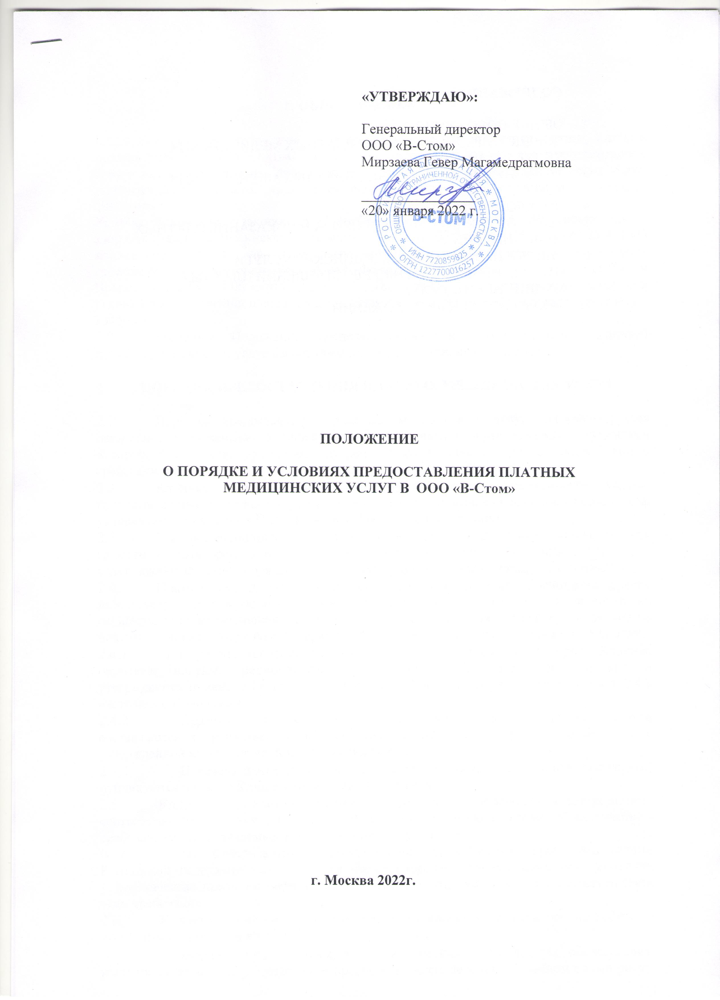 «УТВЕРЖДАЮ»:
Генеральный директор
ООО «В-Стом»
Мирзаева Гевер Магамедрагмовна
«20» января 2022 г.
* РОССИЙСКАЯ ФЕДЕРАЦИЯ * МОСКВА *
ОГРН 1227700016257
* ОБЩЕСТВО С ОГРАНИЧЕННОЙ ОТВЕТСТВЕННОСТЬЮ *
ИНН 7720859825
"В-СТОМ"
ПОЛОЖЕНИЕ
О ПОРЯДКЕ И УСЛОВИЯХ ПРЕДОСТАВЛЕНИЯ ПЛАТНЫХ
МЕДИЦИНСКИХ УСЛУГ В ООО «В-Стом»
г. Москва 2022г.